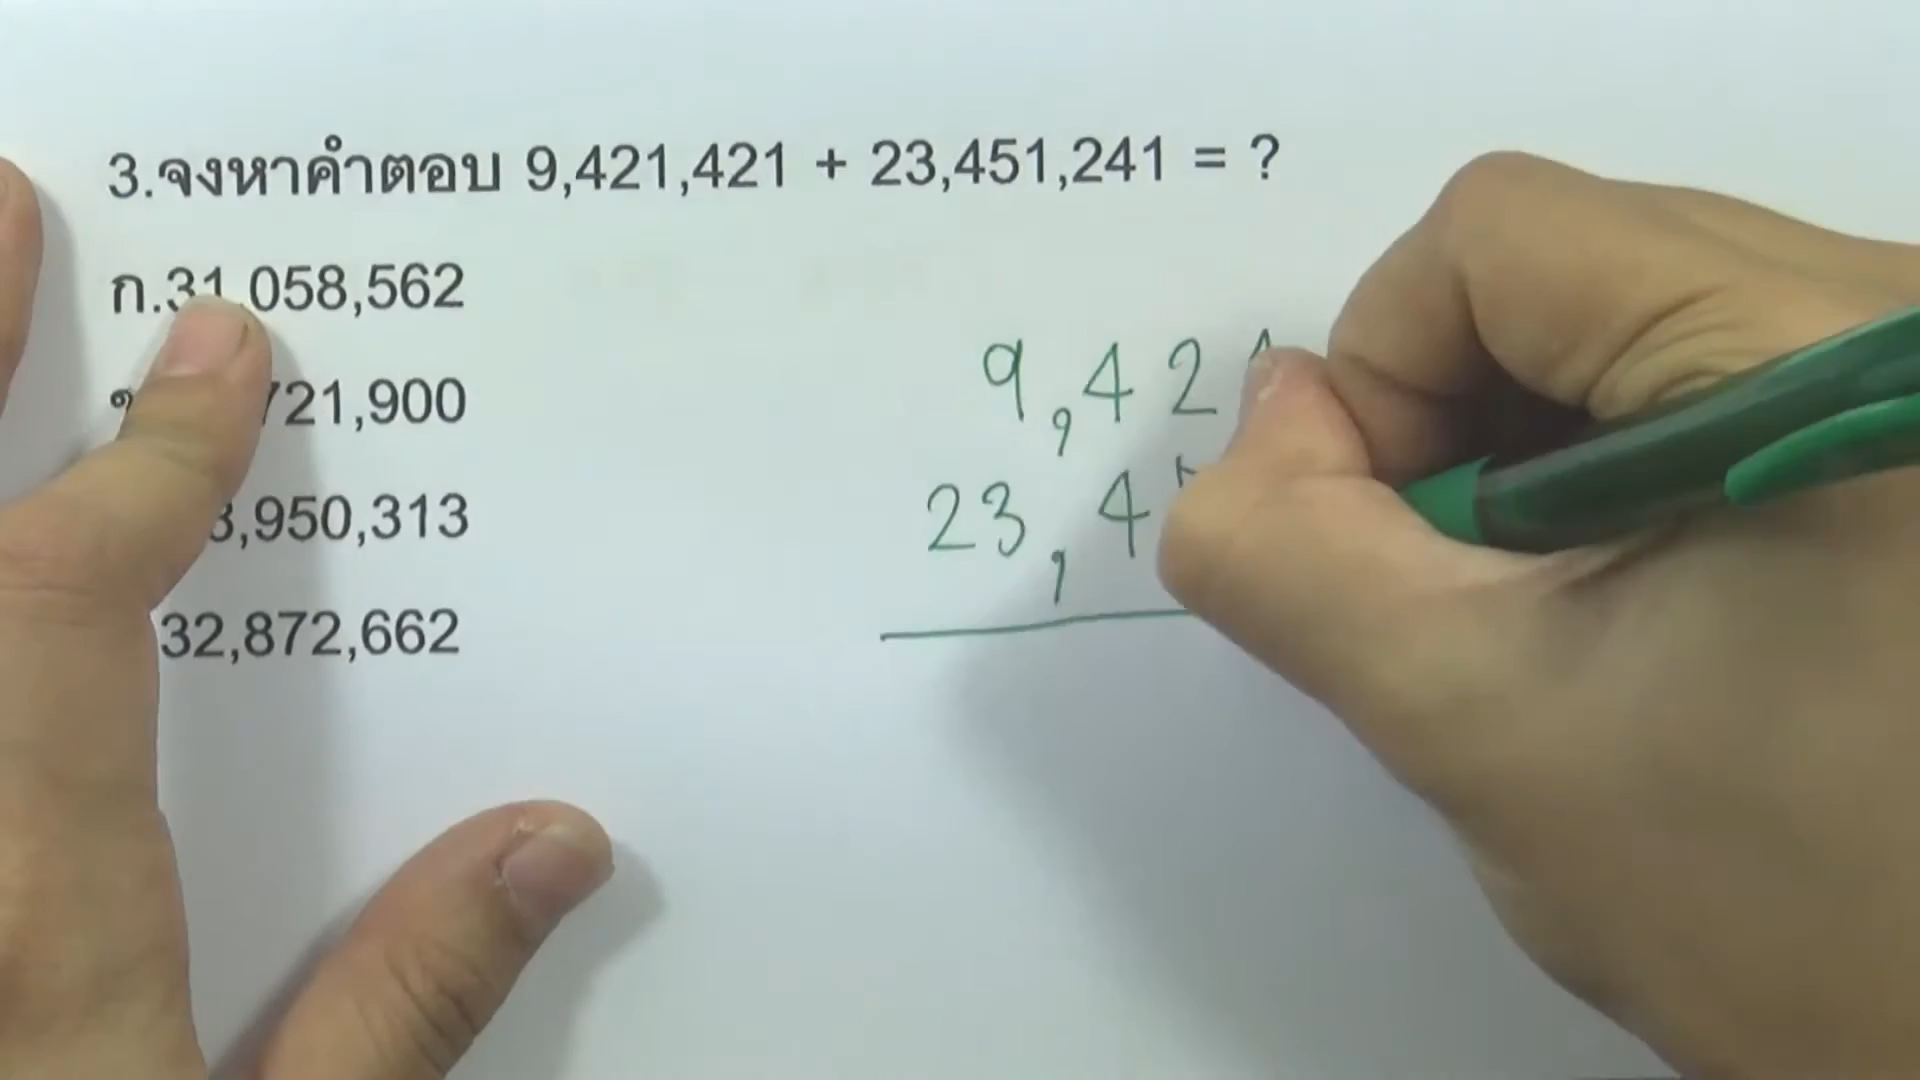 3.จงหาคำตอบ 9,421,421 + 23,451,241 = ?
ก.31,058,562
721,900
3,950,313
32,872,662
9,42
23,4